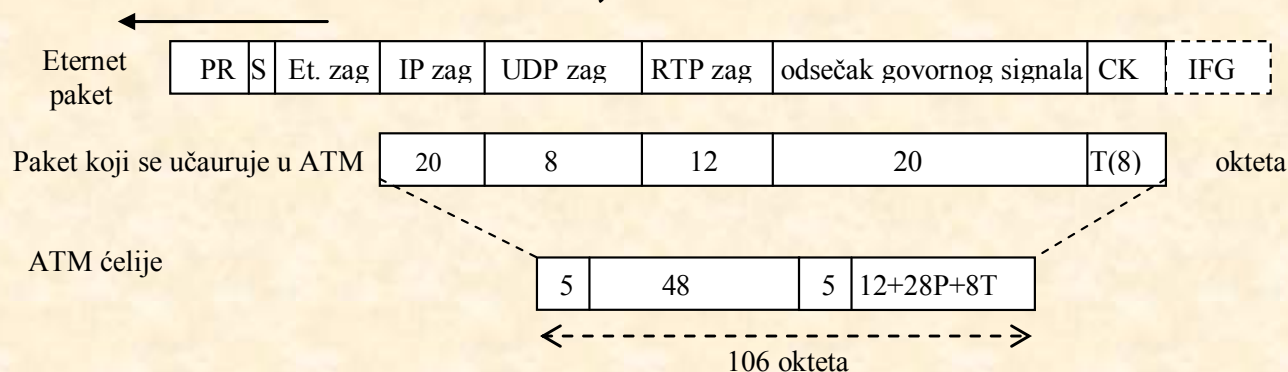 Eternet paket
PR S Et. zag IP zag UDP zag RTP zag odsečak govornog signala CK IFG
Paket koji se učauruje u ATM 20 8 12 20 T(8) okteta
ATM ćelije
5 48 5 12+28P+8T
106 okteta